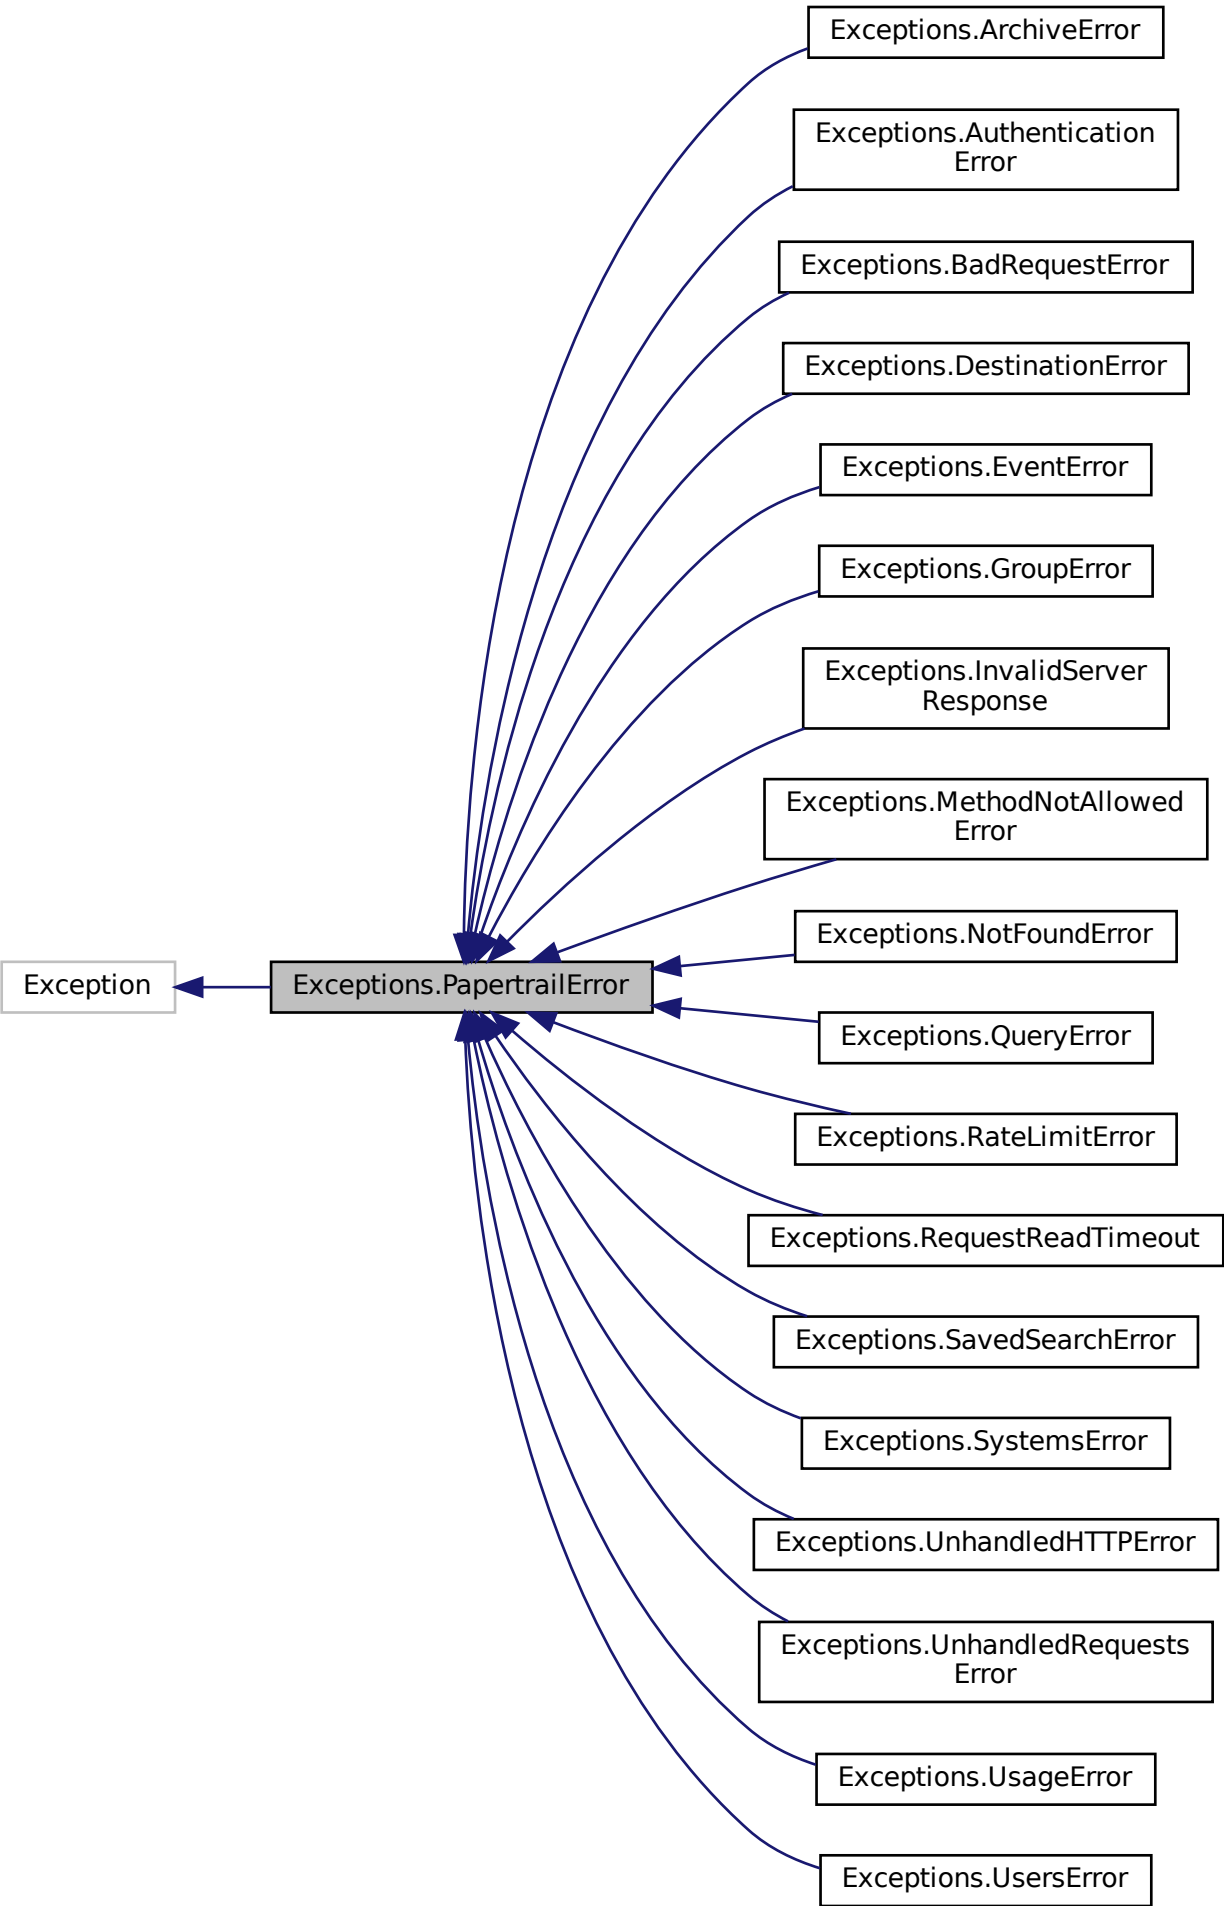 Exceptions.ArchiveError
Exceptions.Authentication
Error
Exceptions.BadRequestError
Exceptions.DestinationError
Exceptions.EventError
Exceptions.GroupError
Exceptions.InvalidServer
Response
Exceptions.MethodNotAllowed
Error
Exceptions.NotFoundError
Exception
Exceptions.PapertrailError
Exceptions.QueryError
Exceptions.RateLimitError
Exceptions.RequestReadTimeout
Exceptions.SavedSearchError
Exceptions.SystemsError
Exceptions.UnhandledHTTPError
Exceptions.UnhandledRequests
Error
Exceptions.UsageError
Exceptions.UsersError